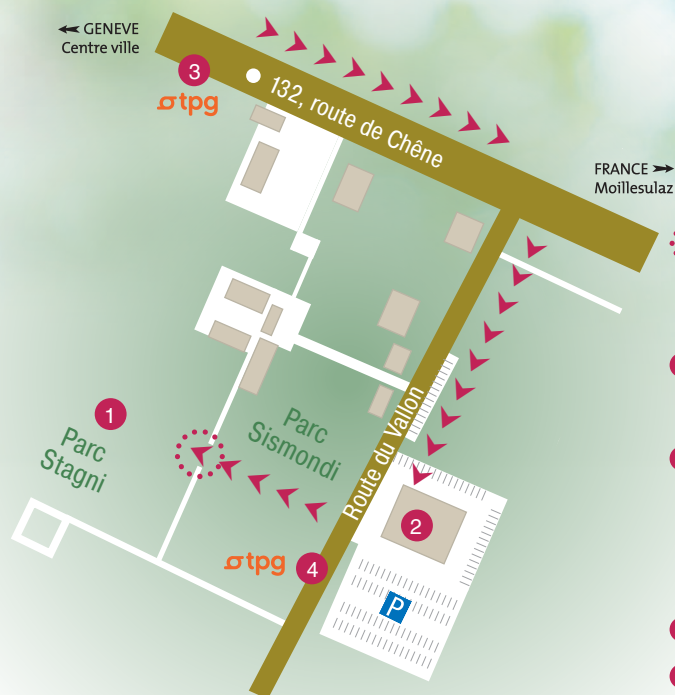 GENEVE
Centre ville
3
tpg
132, route de Chêne
FRANCE
Moillesulaz
1
Parc
Stagni
Parc
Sismondi
Route du Vallon
2
tpg
4
P